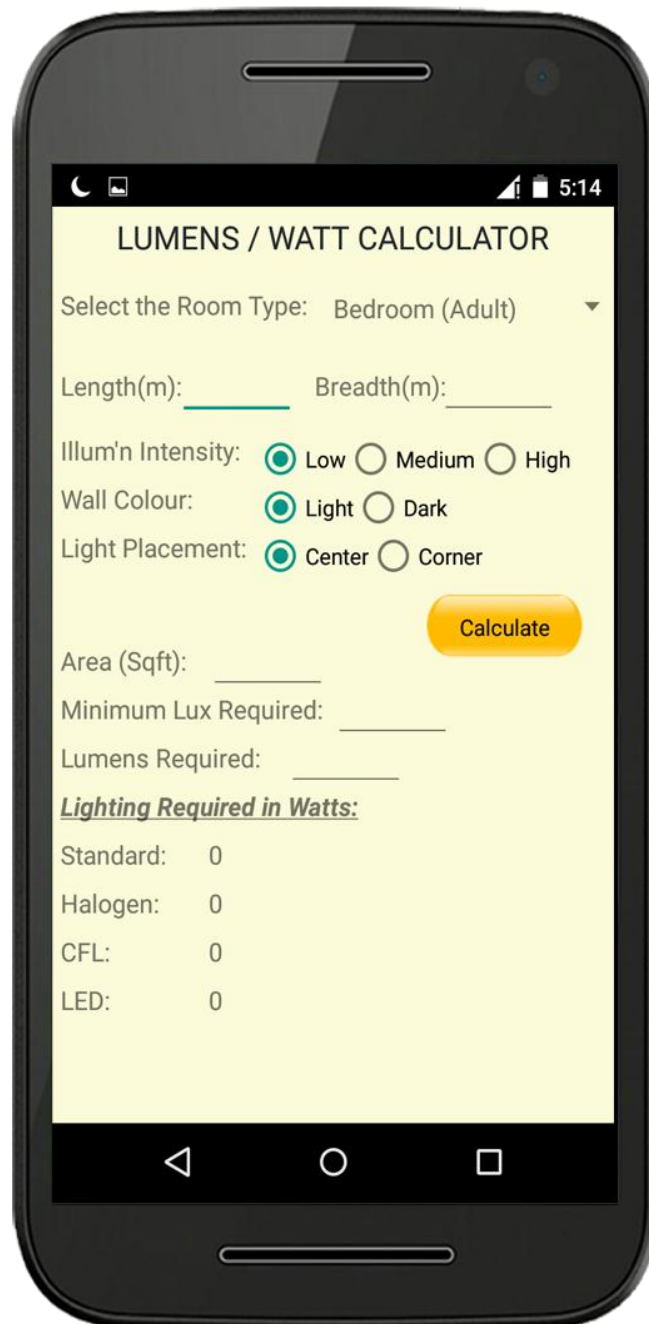 5:14
LUMENS / WATT CALCULATOR
Select the Room Type: Bedroom (Adult)
Length(m): Breadth(m):
Illum'n Intensity: Low Medium High
Wall Colour: Light Dark
Light Placement: Center Corner
Calculate
Area (Sqft):
Minimum Lux Required:
Lumens Required:
Lighting Required in Watts:
Standard: 0
Halogen: 0
CFL: 0
LED: 0